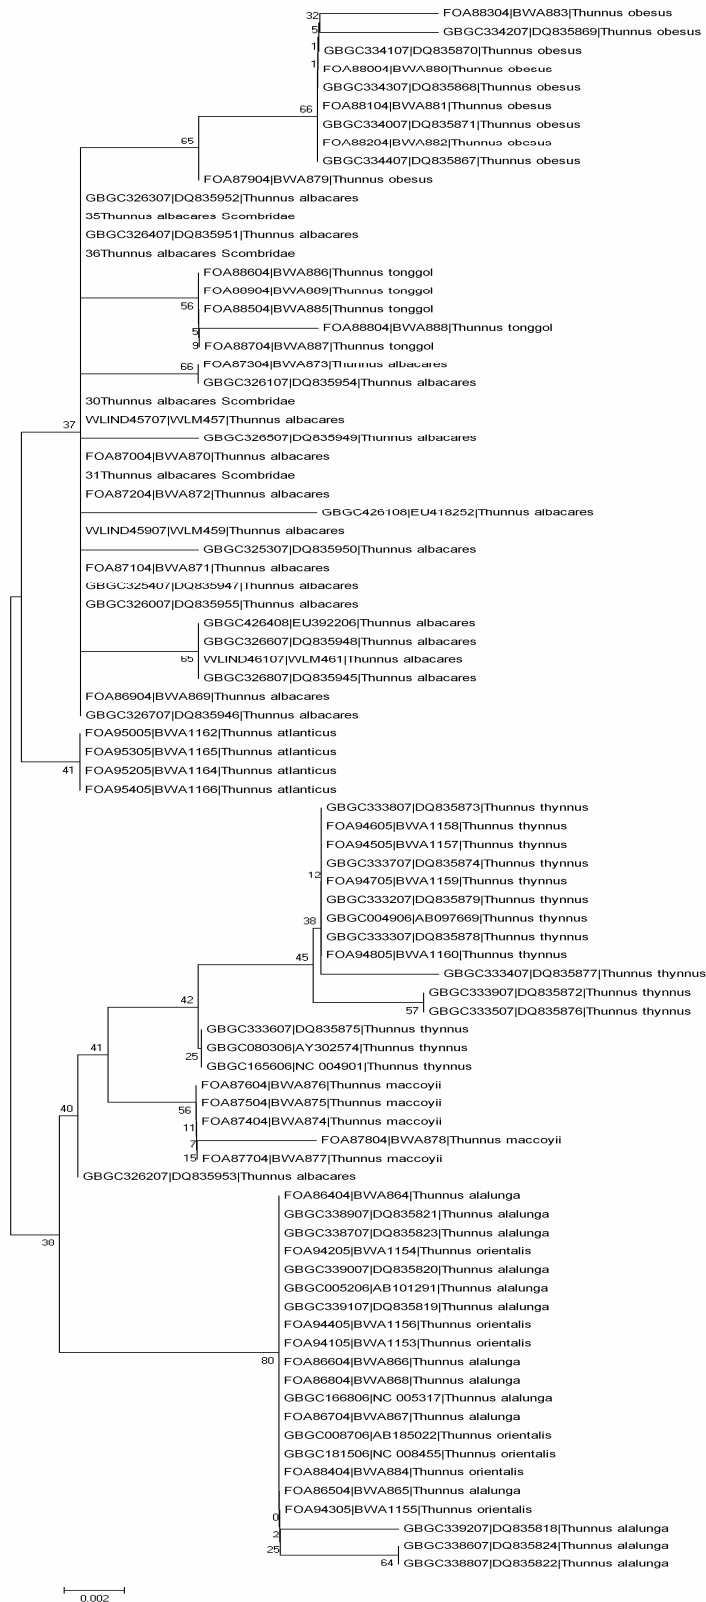 32
FOA88304|BWA883|Thunnus obesus
5
GBGC334207|DQ835869|Thunnus obesus
1
GBGC334107|DQ835870|Thunnus obesus
1
FOA88004|BWA880|Thunnus obesus
GBGC334307|DQ835868|Thunnus obesus
66
FOA88104|BWA881|Thunnus obesus
GBGC334007|DQ835871|Thunnus obesus
65
FOA88204|BWA882|Thunnus obesus
GBGC334407|DQ835867|Thunnus obesus
FOA87904|BWA879|Thunnus obesus
GBGC326307|DQ835952|Thunnus albacares
35Thunnus albacares Scombridae
GBGC326407|DQ835951|Thunnus albacares
36Thunnus albacares Scombridae
FOA88604|BWA886|Thunnus tonggol
FOA88904|BWA889|Thunnus tonggol
56
FOA88504|BWA885|Thunnus tonggol
5
FOA88804|BWA888|Thunnus tonggol
9
FOA88704|BWA887|Thunnus tonggol
66
FOA87304|BWA873|Thunnus albacares
GBGC326107|DQ835954|Thunnus albacares
30Thunnus albacares Scombridae
37
WLIND45707|WLM457|Thunnus albacares
GBGC326507|DQ835949|Thunnus albacares
FOA87004|BWA870|Thunnus albacares
31Thunnus albacares Scombridae
FOA87204|BWA872|Thunnus albacares
GBGC426108|EU418252|Thunnus albacares
WLIND45907|WLM459|Thunnus albacares
GBGC325307|DQ835950|Thunnus albacares
FOA87104|BWA871|Thunnus albacares
GBGC325407|DQ835947|Thunnus albacares
GBGC326007|DQ835955|Thunnus albacares
GBGC426408|EU392206|Thunnus albacares
GBGC326607|DQ835948|Thunnus albacares
65
WLIND46107|WLM461|Thunnus albacares
GBGC326807|DQ835945|Thunnus albacares
FOA86904|BWA869|Thunnus albacares
GBGC326707|DQ835946|Thunnus albacares
FOA95005|BWA1162|Thunnus atlanticus
FOA95305|BWA1165|Thunnus atlanticus
41
FOA95205|BWA1164|Thunnus atlanticus
FOA95405|BWA1166|Thunnus atlanticus
GBGC333807|DQ835873|Thunnus thynnus
FOA94605|BWA1158|Thunnus thynnus
FOA94505|BWA1157|Thunnus thynnus
GBGC333707|DQ835874|Thunnus thynnus
12
FOA94705|BWA1159|Thunnus thynnus
GBGC333207|DQ835879|Thunnus thynnus
38
GBGC004906|AB097669|Thunnus thynnus
GBGC333307|DQ835878|Thunnus thynnus
45
FOA94805|BWA1160|Thunnus thynnus
GBGC333407|DQ835877|Thunnus thynnus
GBGC333907|DQ835872|Thunnus thynnus
42
57
GBGC333507|DQ835876|Thunnus thynnus
GBGC333607|DQ835875|Thunnus thynnus
41
GBGC080306|AY302574|Thunnus thynnus
25
GBGC165606|NC 004901|Thunnus thynnus
FOA87604|BWA876|Thunnus maccoyii
56
FOA87504|BWA875|Thunnus maccoyii
40
11
FOA87404|BWA874|Thunnus maccoyii
7
FOA87804|BWA878|Thunnus maccoyii
15
FOA87704|BWA877|Thunnus maccoyii
GBGC326207|DQ835953|Thunnus albacares
FOA86404|BWA864|Thunnus alalunga
GBGC338907|DQ835821|Thunnus alalunga
38
GBGC338707|DQ835823|Thunnus alalunga
FOA94205|BWA1154|Thunnus orientalis
GBGC339007|DQ835820|Thunnus alalunga
GBGC005206|AB101291|Thunnus alalunga
GBGC339107|DQ835819|Thunnus alalunga
FOA94405|BWA1156|Thunnus orientalis
FOA94105|BWA1153|Thunnus orientalis
80
FOA86604|BWA866|Thunnus alalunga
FOA86804|BWA868|Thunnus alalunga
GBGC166806|NC 005317|Thunnus alalunga
FOA86704|BWA867|Thunnus alalunga
GBGC008706|AB185022|Thunnus orientalis
GBGC181506|NC 008455|Thunnus orientalis
FOA88404|BWA884|Thunnus orientalis
FOA86504|BWA865|Thunnus alalunga
FOA94305|BWA1155|Thunnus orientalis
0
GBGC339207|DQ835818|Thunnus alalunga
2
GBGC338607|DQ835824|Thunnus alalunga
25
64
GBGC338807|DQ835822|Thunnus alalunga
0.002